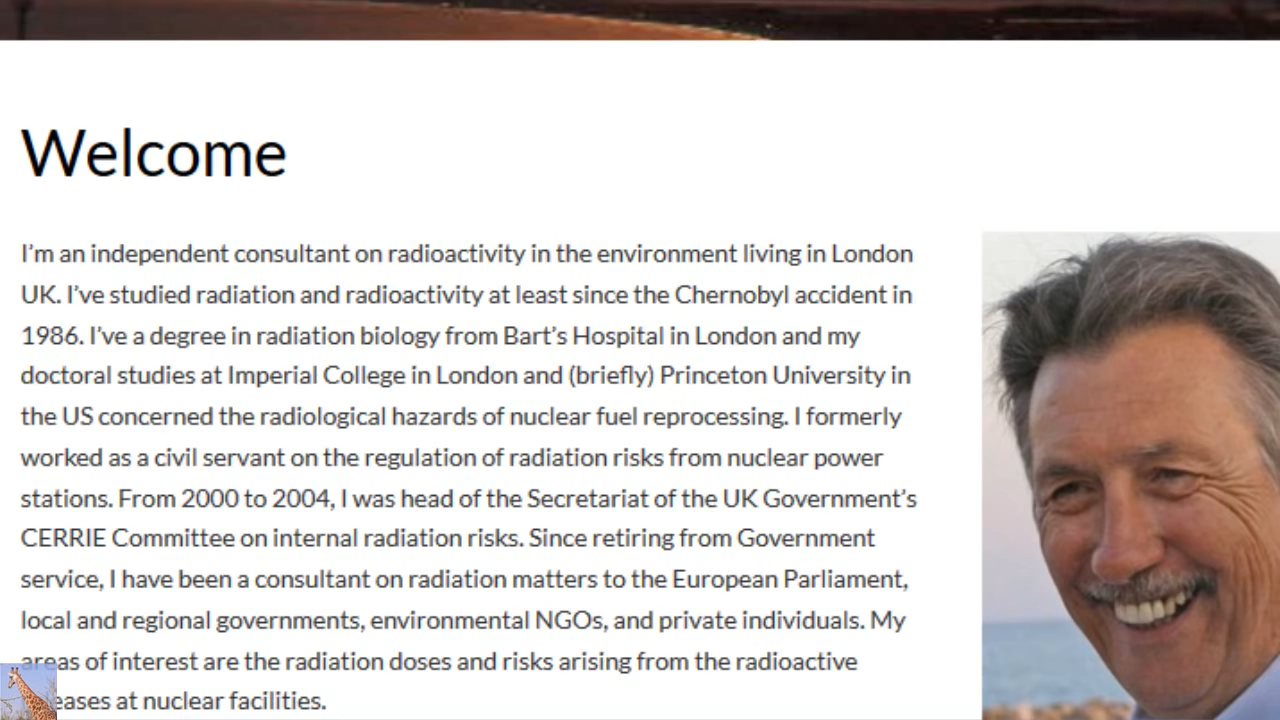 Welcome
I'm an independent consultant on radioactivity in the environment living in London
UK. I've studied radiation and radioactivity at least since the Chernobyl accident in
1986. I've a degree in radiation biology from Bart's Hospital in London and my
doctoral studies at Imperial College in London and (briefly) Princeton University in
the US concerned the radiological hazards of nuclear fuel reprocessing. I formerly
worked as a civil servant on the regulation of radiation risks from nuclear power
stations. From 2000 to 2004, I was head of the Secretariat of the UK Government's
CERRIE Committee on internal radiation risks. Since retiring from Government
service, I have been a consultant on radiation matters to the European Parliament,
local and regional governments, environmental NGOs, and private individuals. My
areas of interest are the radiation doses and risks arising from the radioactive
eases at nuclear facilities.